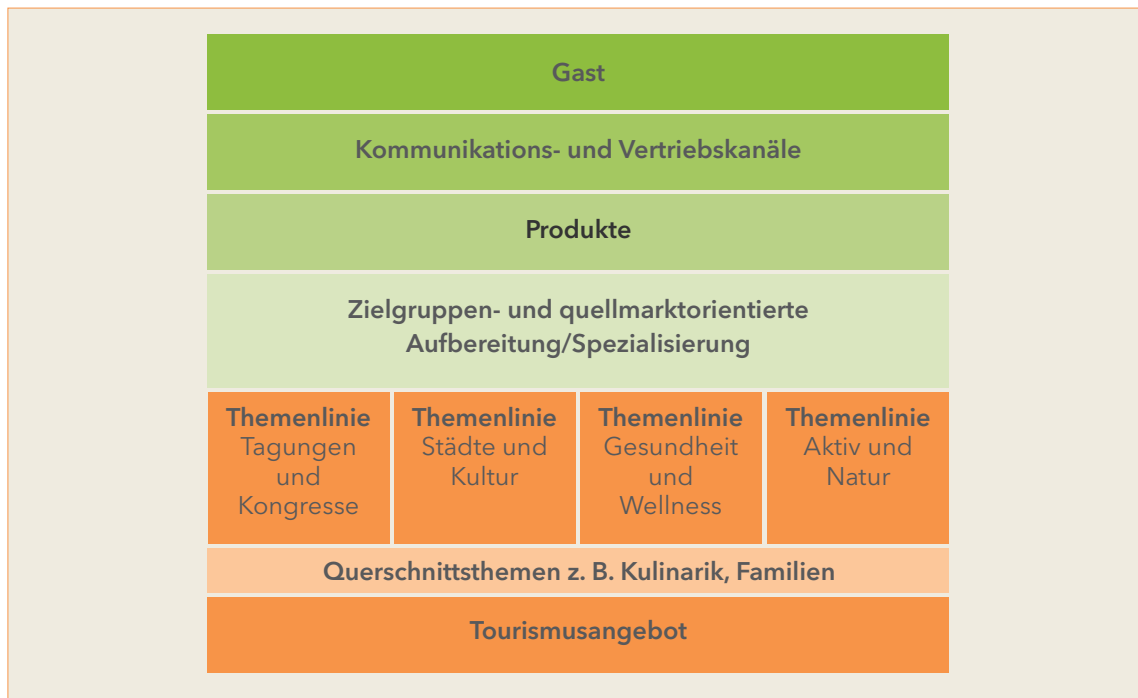 Gast
Kommunikations- und Vertriebskanäle
Produkte
Zielgruppen- und quellmarktorientierte
Aufbereitung/Spezialisierung
Themenlinie
Tagungen
und
Kongresse
Themenlinie
Städte und
Kultur
Themenlinie
Gesundheit
und
Wellness
Themenlinie
Aktiv und
Natur
Querschnittsthemen z. B. Kulinarik, Familien
Tourismusangebot